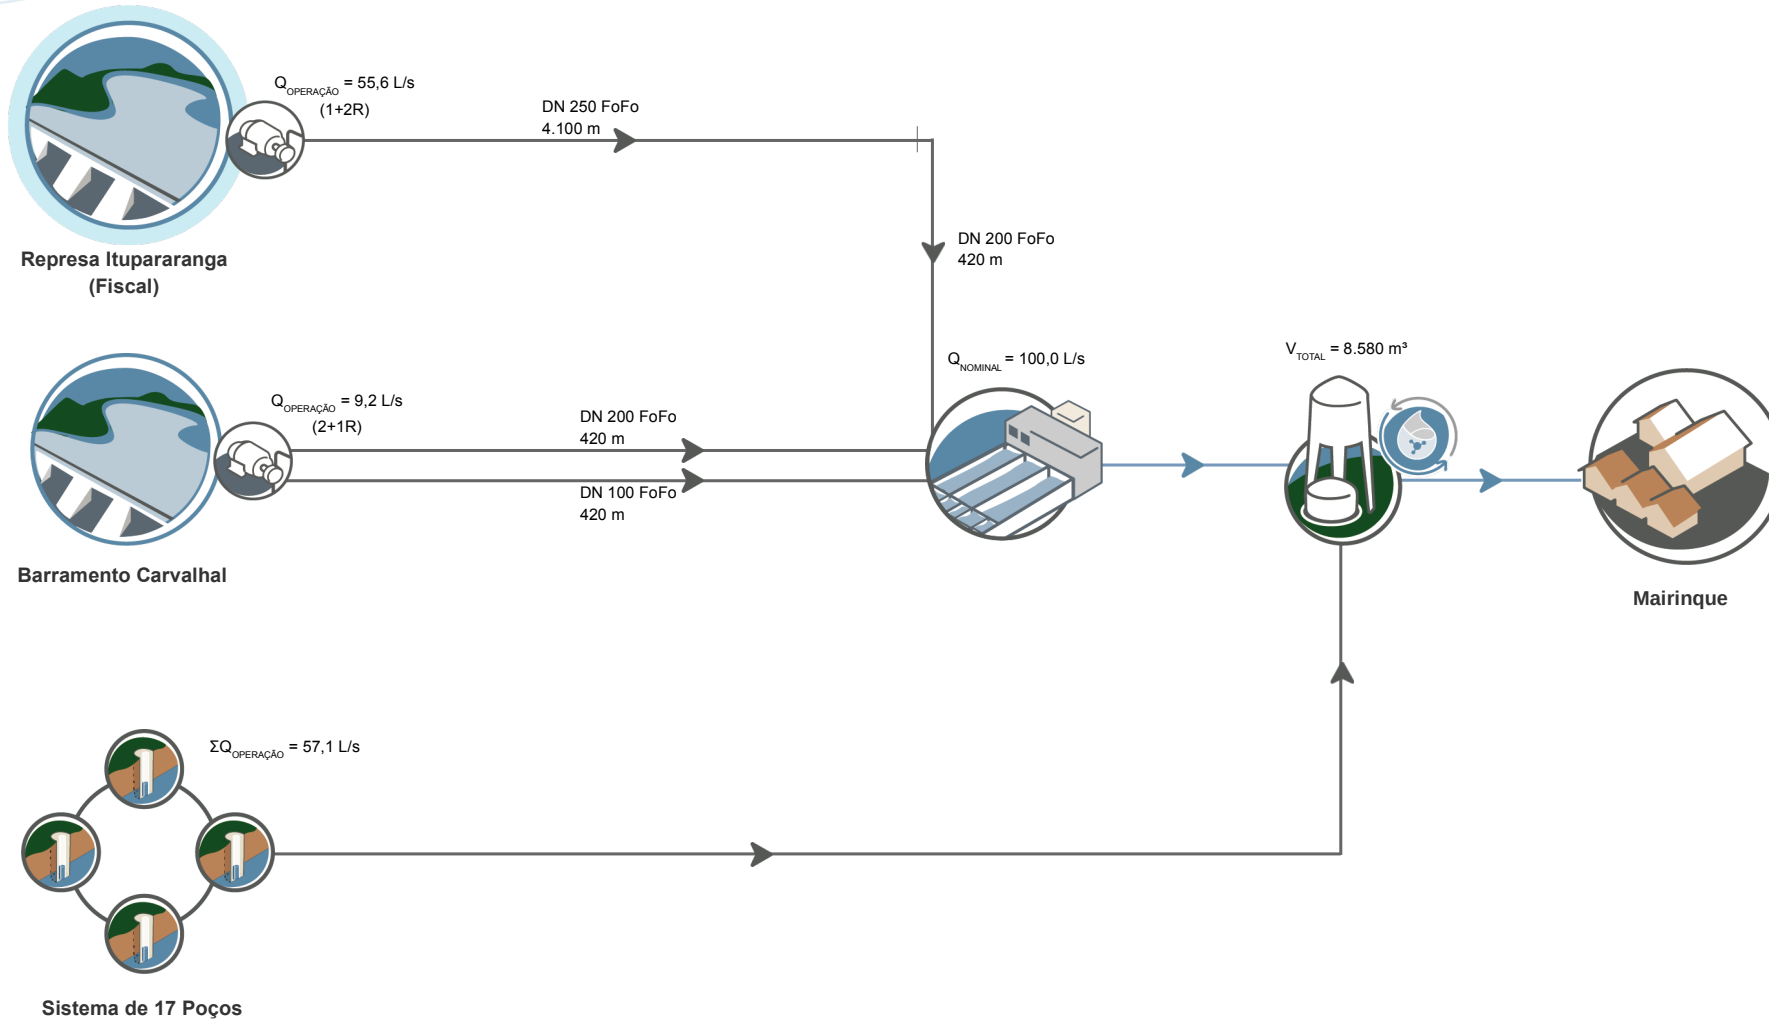 Q OPERAÇÃO = 55,6 L/s
(1+2R)
DN 250 FoFo
4.100 m
Represa Itupararanga
(Fiscal)
DN 200 FoFo
420 m
Q OPERAÇÃO = 9,2 L/s
(2+1R)
DN 200 FoFo
420 m
DN 100 FoFo
420 m
Barramento Carvalhal
Q NOMINAL = 100,0 L/s
V TOTAL = 8.580 m³
Mairinque
ΣQ OPERAÇÃO = 57,1 L/s
Sistema de 17 Poços